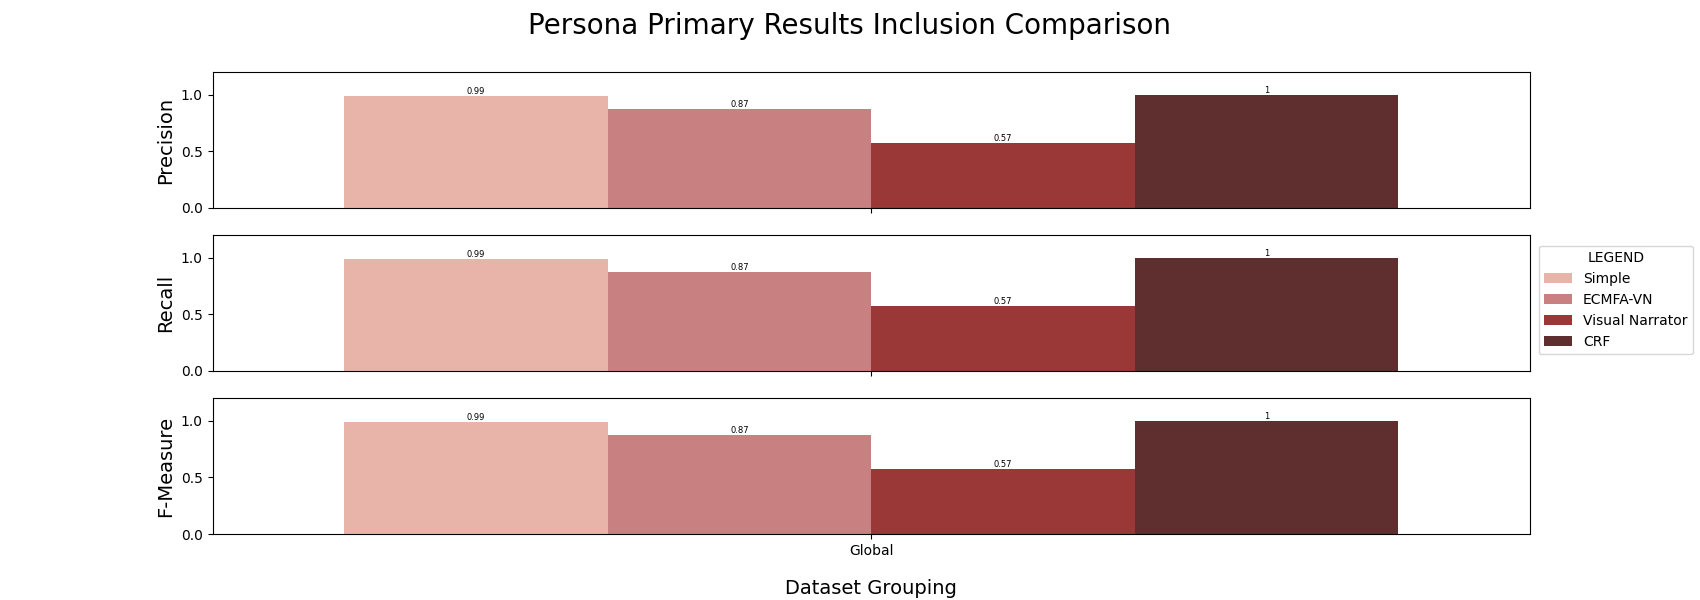 Persona Primary Results Inclusion Comparison
Precision
1.0
0.5
0.0
0.99
0.87
0.57
1
Recall
1.0
0.5
0.0
0.99
0.87
0.57
1
F-Measure
1.0
0.5
0.0
0.99
0.87
0.57
1
Global
Dataset Grouping
LEGEND
Simple
ECMFA-VN
Visual Narrator
CRF